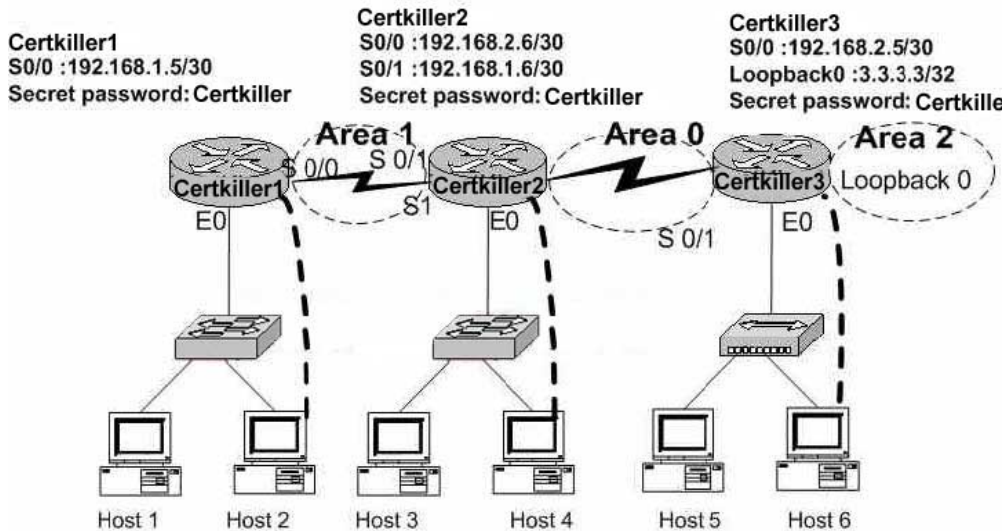 Certkiller1
S0/0 :192.168.1.5/30
Secret password: Certkiller
Certkiller2
S0/0 :192.168.2.6/30
S0/1 :192.168.1.6/30
Secret password: Certkiller
Certkiller3
S0/0 :192.168.2.5/30
Loopback0 :3.3.3.3/32
Secret password: Certkille
Area 1
Area 0
Area 2
S 0/0
S 0/1
Certkiller1
Certkiller2
Certkiller3
Loopback 0
S1
E0
E0
S 0/1
E0
Host 1
Host 2
Host 3
Host 4
Host 5
Host 6